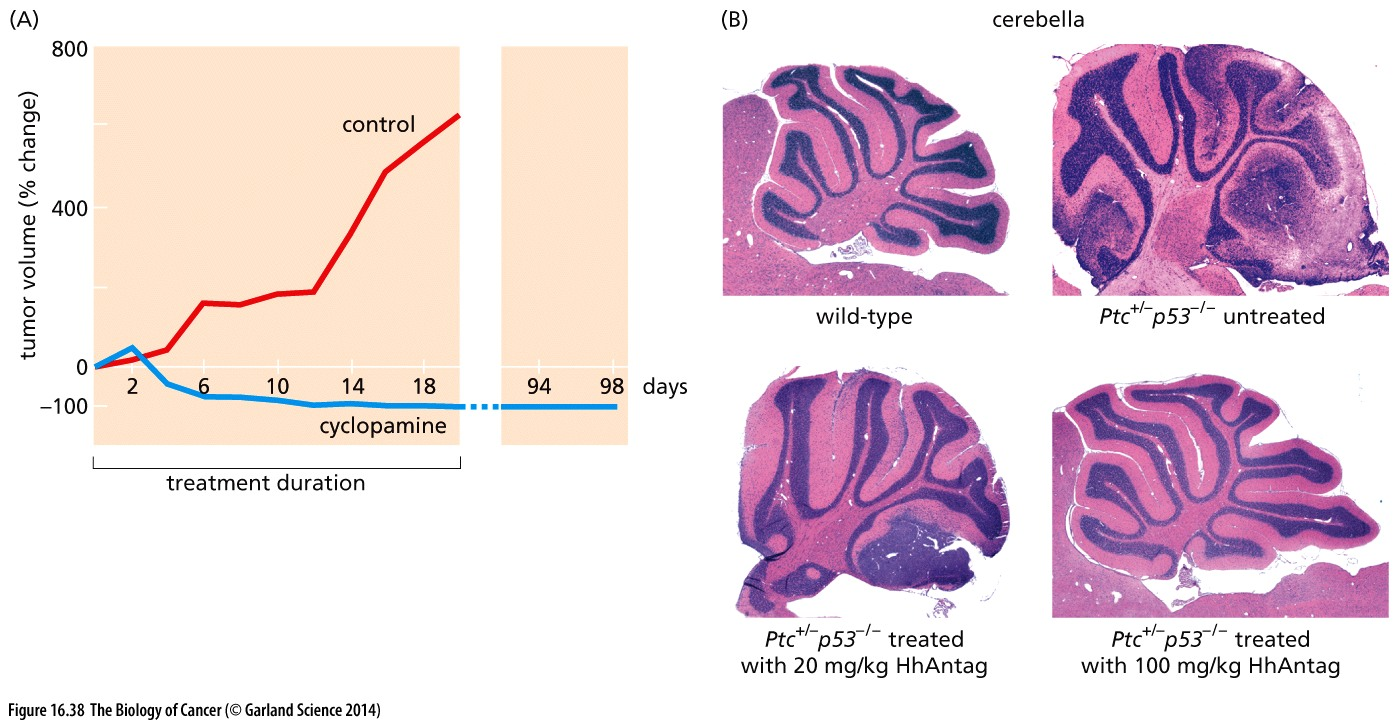 (A)
800
400
0
−100
tumor volume (% change)
control
cyclopamine
2 6 10 14 18 94 98 days
treatment duration
(B)
cerebella
wild-type
Ptc+/−p53−/− untreated
Ptc+/−p53−/− treated
with 20 mg/kg HhAntag
Ptc+/−p53−/− treated
with 100 mg/kg HhAntag
Figure 16.38 The Biology of Cancer (© Garland Science 2014)